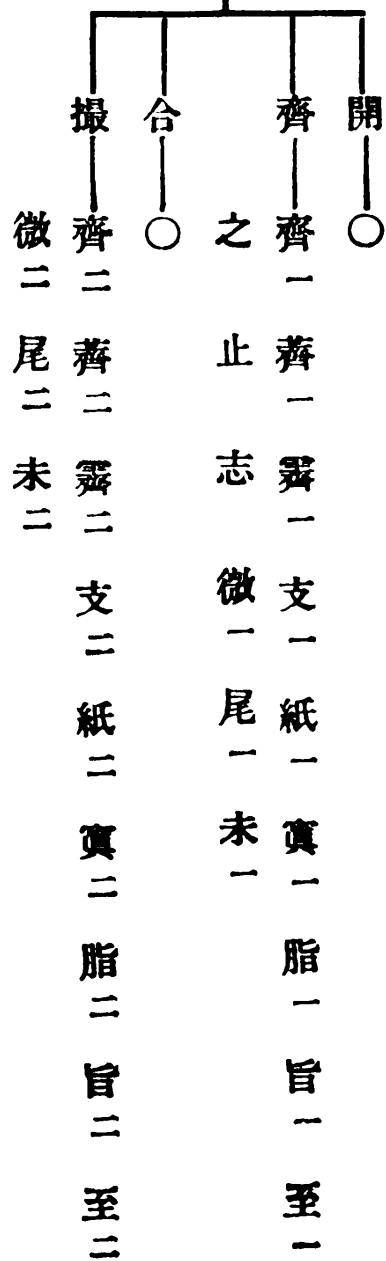 開 ○
齊 齊一 薺一 霽一 支一 紙一 寘一 脂一 旨一 至一
之 止 志 微一 尾一 未一
合 ○
撮 齊二 薺二 霽二 支二 紙二 寘二 脂二 旨二 至二
微二 尾二 未二